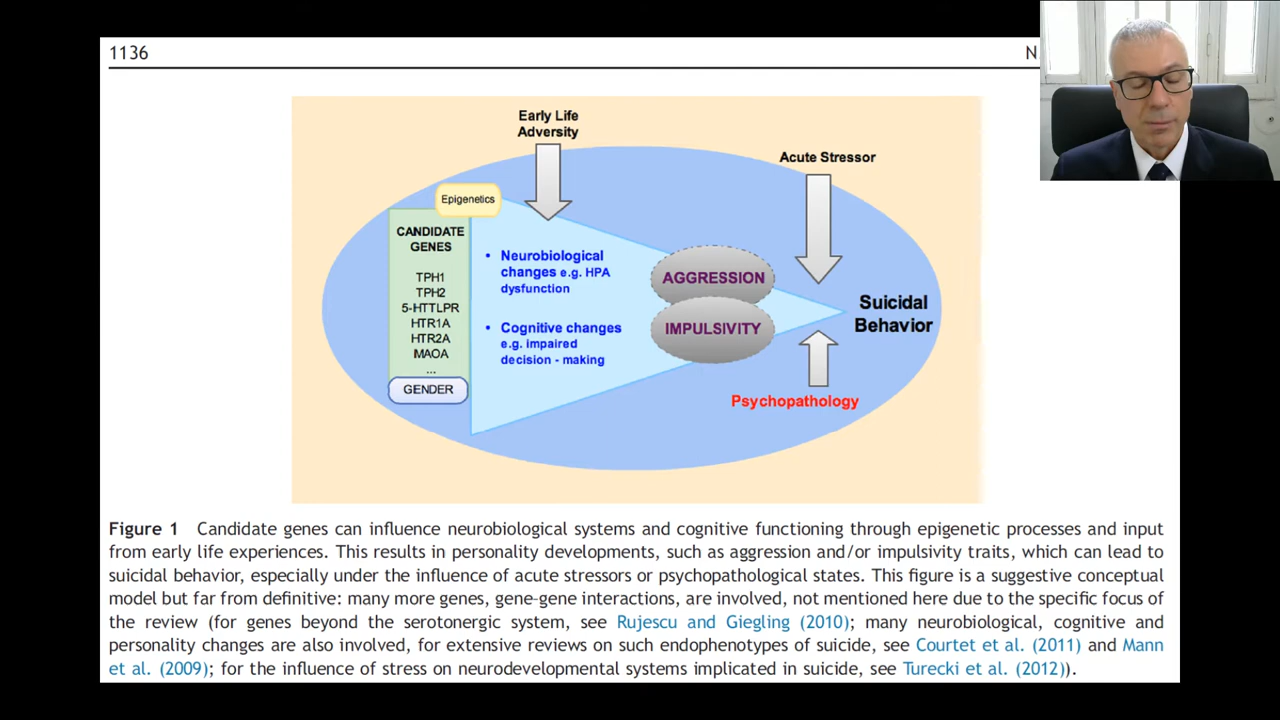 1136
N
Early Life
Adversity
Acute Stressor
Epigenetics
CANDIDATE
GENES
TPH1
TPH2
5-HTTLPR
HTR1A
HTR2A
MAOA
...
GENDER
• Neurobiological
changes e.g. HPA
dysfunction
• Cognitive changes
e.g. impaired
decision - making
AGGRESSION
IMPULSIVITY
Suicidal
Behavior
Psychopathology
Figure 1 Candidate genes can influence neurobiological systems and cognitive functioning through epigenetic processes and input
from early life experiences. This results in personality developments, such as aggression and/or impulsivity traits, which can lead to
suicidal behavior, especially under the influence of acute stressors or psychopathological states. This figure is a suggestive conceptual
model but far from definitive: many more genes, gene–gene interactions, are involved, not mentioned here due to the specific focus of
the review (for genes beyond the serotonergic system, see Rujescu and Giegling (2010); many neurobiological, cognitive and
personality changes are also involved, for extensive reviews on such endophenotypes of suicide, see Courtet et al. (2011) and Mann
et al. (2009); for the influence of stress on neurodevelopmental systems implicated in suicide, see Turecki et al. (2012)).